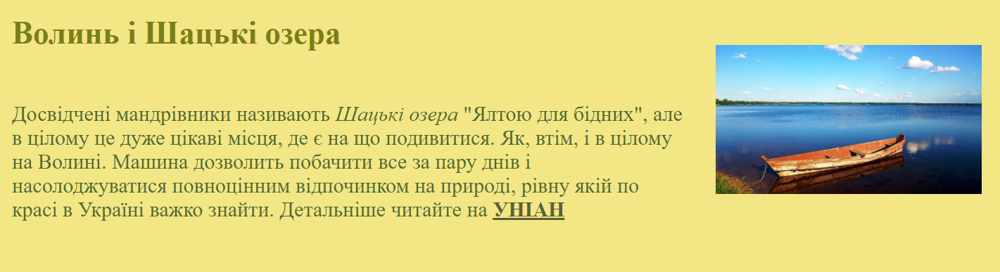 Волинь і Шацькі озера
Досвідчені мандрівники називають Шацькі озера "Ялтою для бідних", але
в цілому це дуже цікаві місця, де є на що подивитися. Як, втім, і в цілому
на Волині. Машина дозволить побачити все за пару днів і
насолоджуватися повноцінним відпочинком на природі, рівну якій по
красі в Україні важко знайти. Детальніше читайте на УНІАН